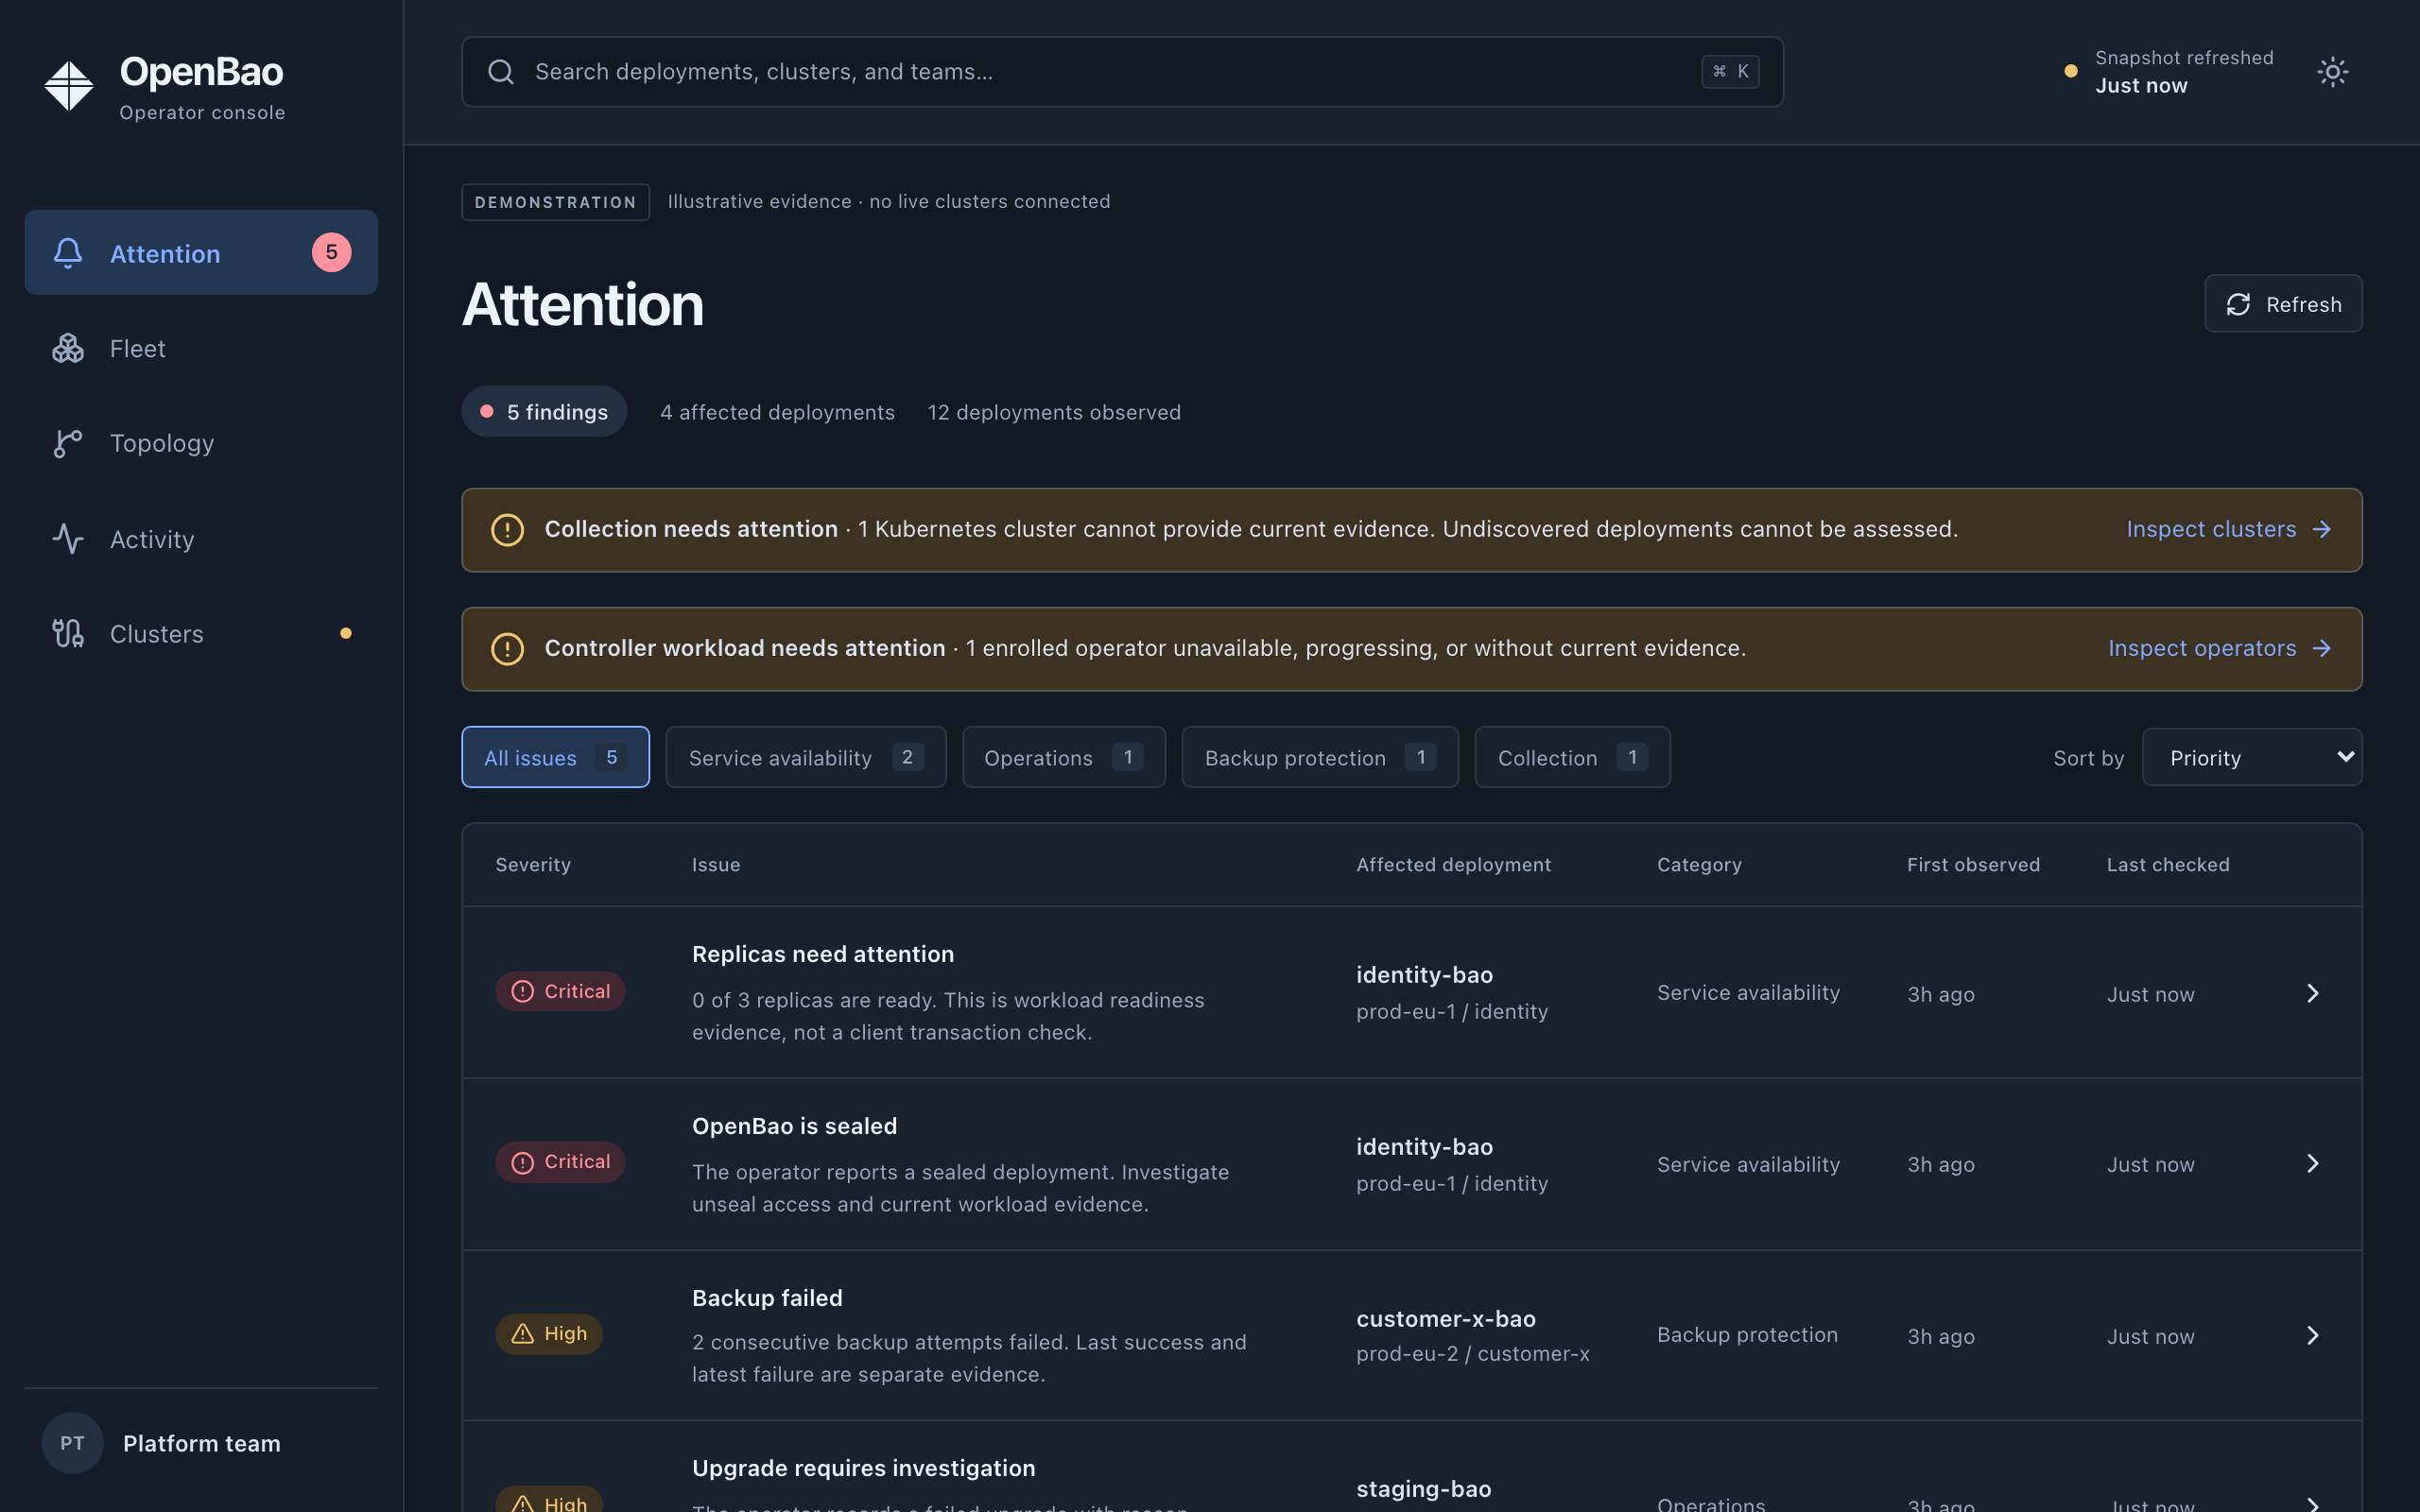 OpenBao
Operator console
Attention 5
Fleet
Topology
Activity
Clusters
PT Platform team
Search deployments, clusters, and teams... ⌘ K
Snapshot refreshed
Just now
DEMONSTRATION Illustrative evidence · no live clusters connected
Attention
Refresh
5 findings 4 affected deployments 12 deployments observed
Collection needs attention · 1 Kubernetes cluster cannot provide current evidence. Undiscovered deployments cannot be assessed. Inspect clusters →
Controller workload needs attention · 1 enrolled operator unavailable, progressing, or without current evidence. Inspect operators →
All issues 5 Service availability 2 Operations 1 Backup protection 1 Collection 1 Sort by Priority
Severity Issue Affected deployment Category First observed Last checked
Critical
Replicas need attention
0 of 3 replicas are ready. This is workload readiness
evidence, not a client transaction check.
identity-bao
prod-eu-1 / identity
Service availability 3h ago Just now
Critical
OpenBao is sealed
The operator reports a sealed deployment. Investigate
unseal access and current workload evidence.
identity-bao
prod-eu-1 / identity
Service availability 3h ago Just now
High
Backup failed
2 consecutive backup attempts failed. Last success and
latest failure are separate evidence.
customer-x-bao
prod-eu-2 / customer-x
Backup protection 3h ago Just now
High
Upgrade requires investigation
The operator records a failed upgrade with reason
staging-bao
Operations 3h ago Just now